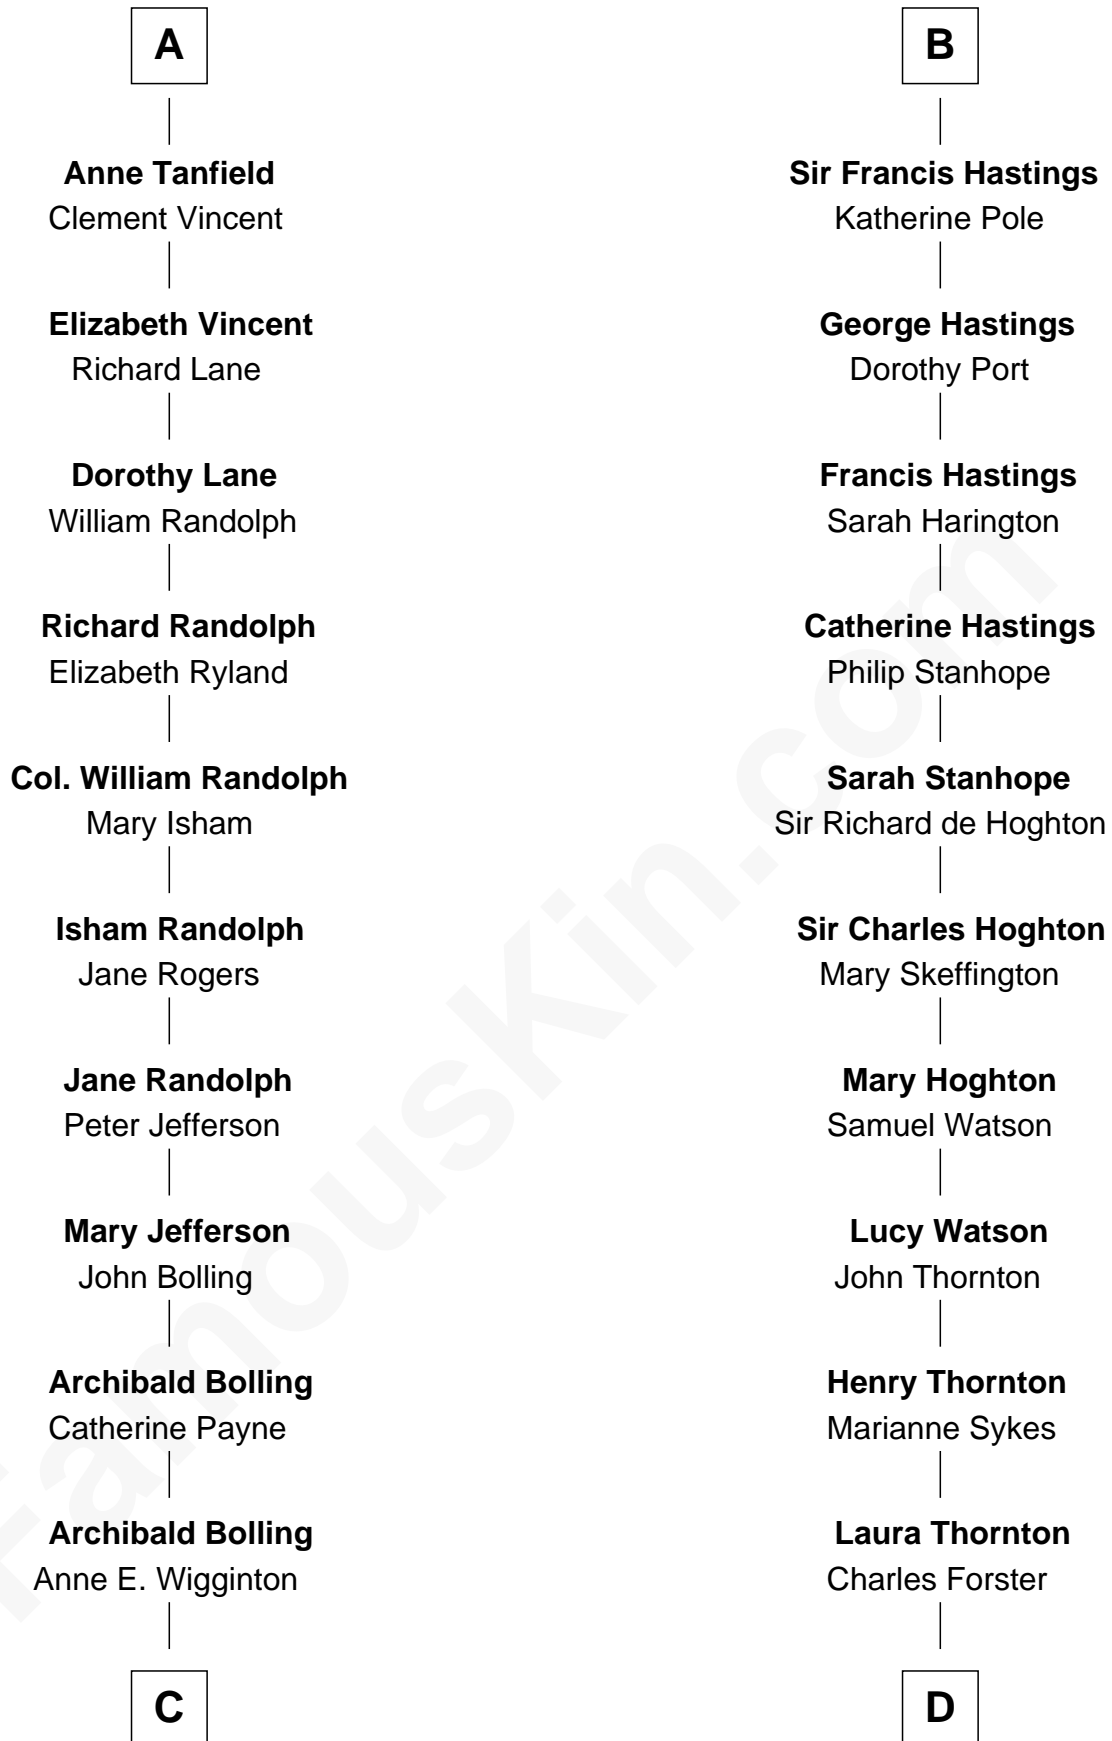 A
Anne Tanfield
Clement Vincent
Elizabeth Vincent
Richard Lane
Dorothy Lane
William Randolph
Richard Randolph
Elizabeth Ryland
Col. William Randolph
Mary Isham
Isham Randolph
Jane Rogers
Jane Randolph
Peter Jefferson
Mary Jefferson
John Bolling
Archibald Bolling
Catherine Payne
Archibald Bolling
Anne E. Wigginton
C
B
Sir Francis Hastings
Katherine Pole
George Hastings
Dorothy Port
Francis Hastings
Sarah Harington
Catherine Hastings
Philip Stanhope
Sarah Stanhope
Sir Richard de Hoghton
Sir Charles Hoghton
Mary Skeffington
Mary Hoghton
Samuel Watson
Lucy Watson
John Thornton
Henry Thornton
Marianne Sykes
Laura Thornton
Charles Forster
D
FamousKin.com